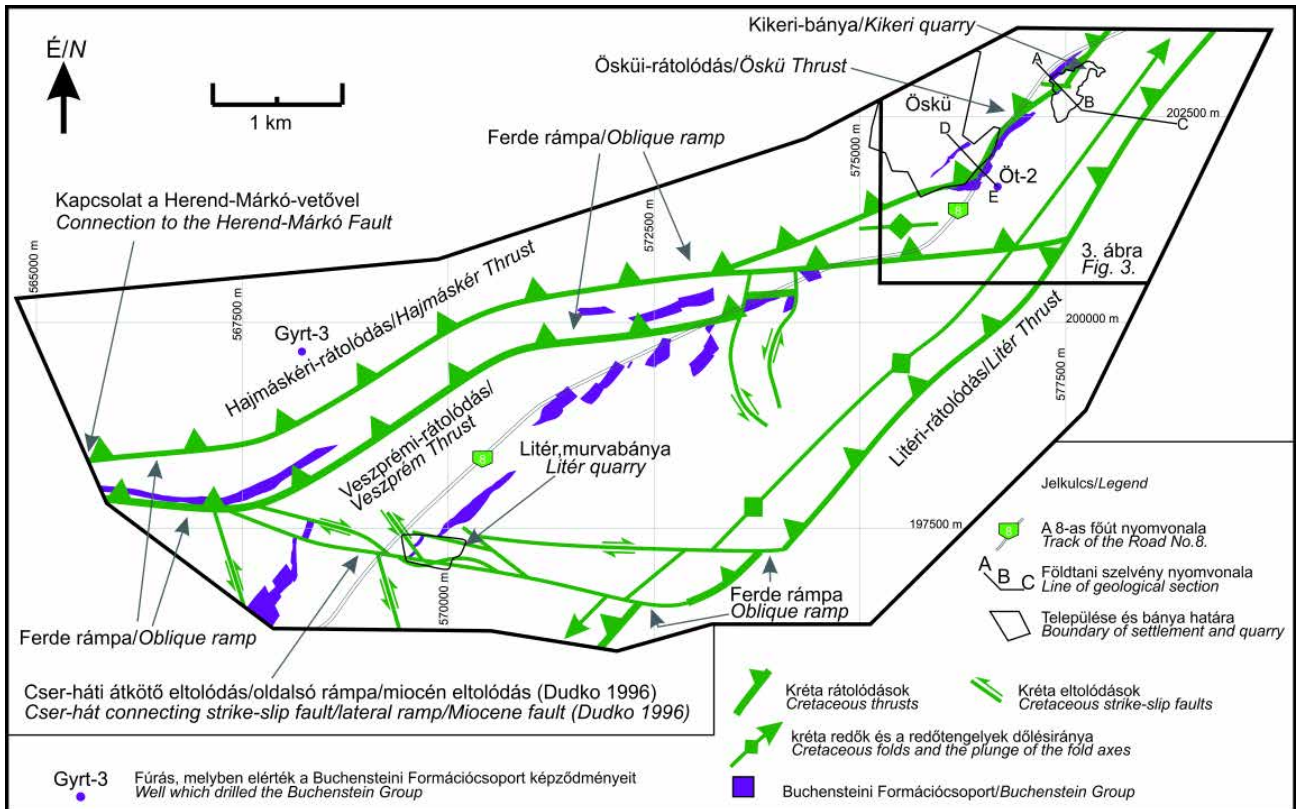 É/N
1 km
Kikeri-bánya/Kikeri quarry
Ösküi-rátolódás/Öskü Thrust
Öskü
A
B
C
D
E
Öt-2
202500 m
575000 m
Ferde rámpa/Oblique ramp
8
Kapcsolat a Herend-Márkó-vetővel
Connection to the Herend-Márkó Fault
572500 m
565000 m
3. ábra
Fig. 3.
567500 m
Gyrt-3
Hajmáskéri-rátolódás/Hajmáskér Thrust
200000 m
577500 m
Litéri-rátolódás/Litér Thrust
Veszprémi-rátolódás/
Veszprém Thrust
Litér,murvabánya
Litér quarry
8
197500 m
570000 m
Ferde rámpa
Oblique ramp
Ferde rámpa/Oblique ramp
Cser-háti átkötő eltolódás/oldalsó rámpa/miocén eltolódás (Dudko 1996)
Cser-hát connecting strike-slip fault/lateral ramp/Miocene fault (Dudko 1996)
Jelkulcs/Legend
8
A 8-as főút nyomvonala
Track of the Road No.8.
A
B
C
Földtani szelvény nyomvonala
Line of geological section
Települése és bánya határa
Boundary of settlement and quarry
Kréta rátolódások
Cretaceous thrusts
Kréta eltolódások
Cretaceous strike-slip faults
kréta redők és a redőtengelyek dőlésiránya
Cretaceous folds and the plunge of the fold axes
Gyrt-3
Fúrás, melyben elérték a Buchensteini Formációcsoport képződményeit
Well which drilled the Buchenstein Group
Buchensteini Formációcsoport/Buchenstein Group